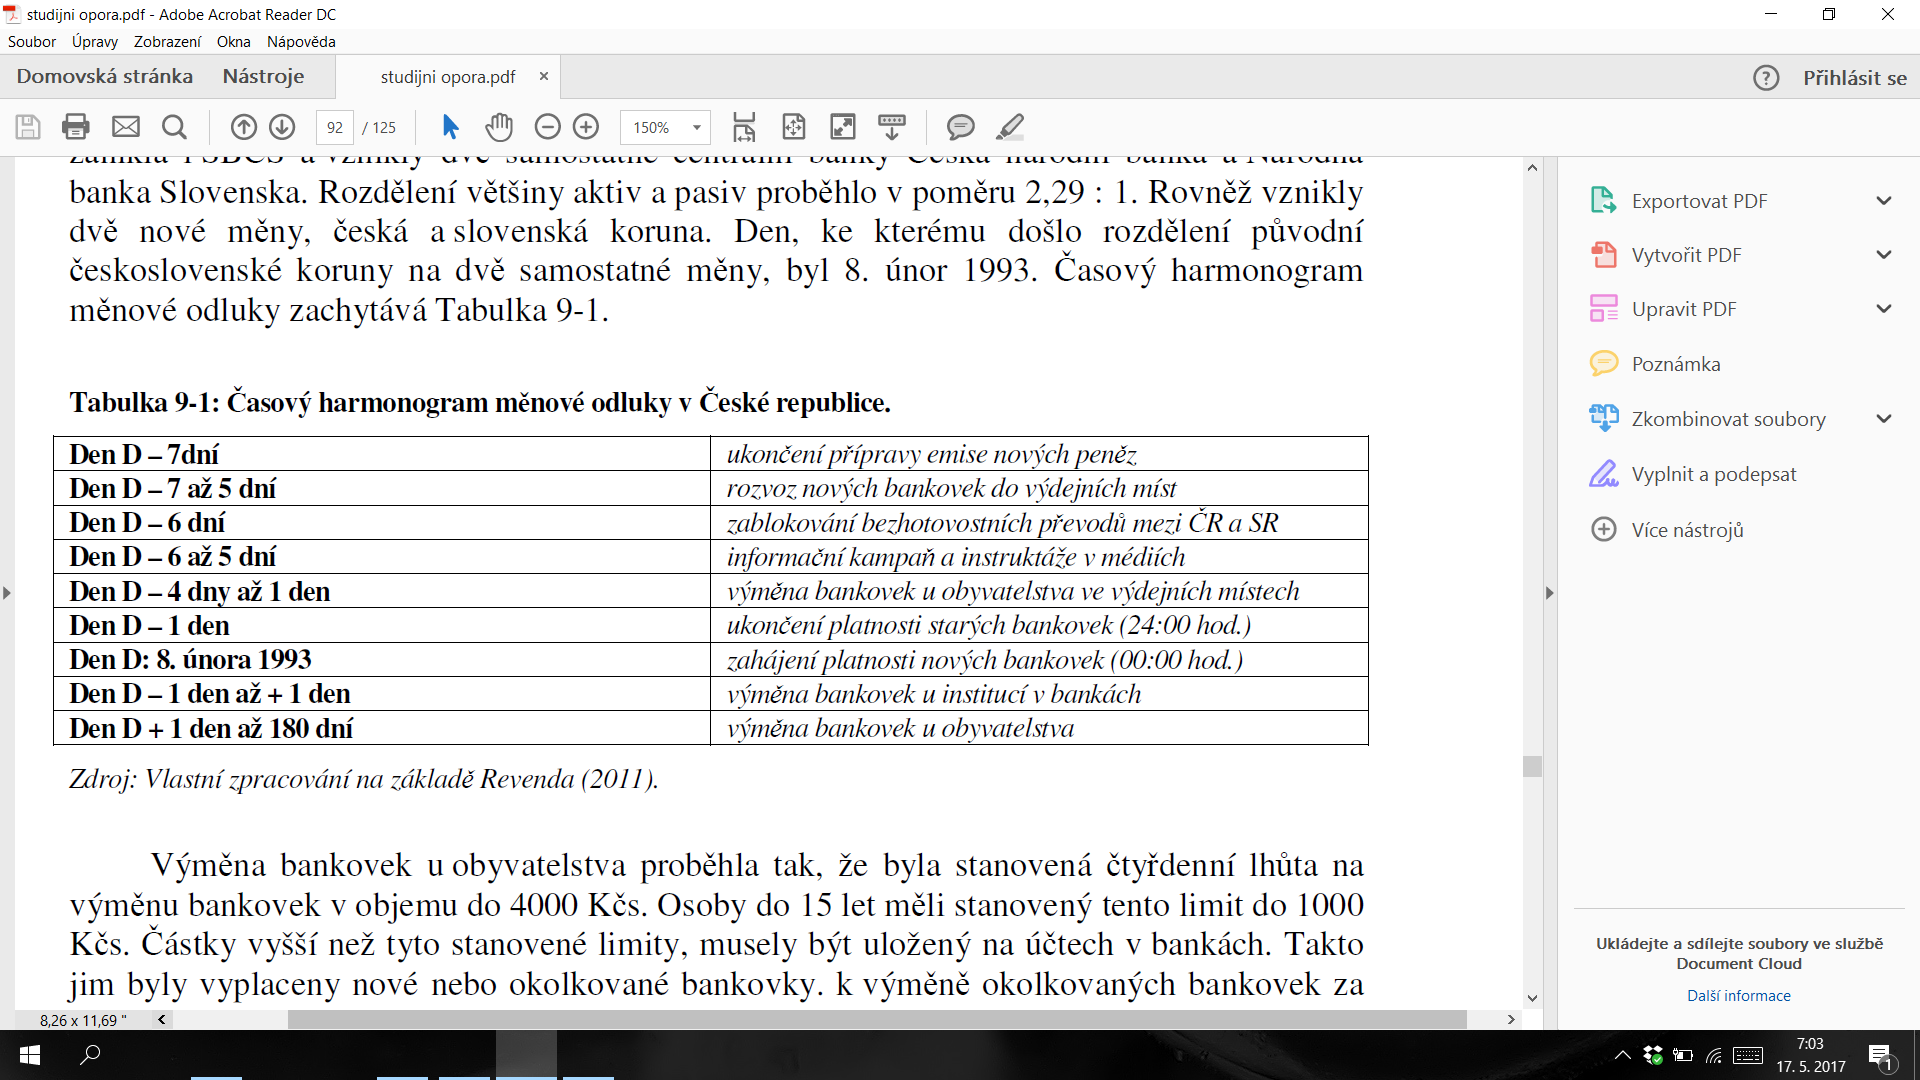 studijni opora.pdf - Adobe Acrobat Reader DC
Soubor Úpravy Zobrazení Okna Nápověda
Domovská stránka Nástroje studijni opora.pdf × Přihlásit se
92 / 125 150%
zanikla i SBČS a vznikly dvě samostatné centrální banky Česká národní banka a Národná
banka Slovenska. Rozdělení většiny aktiv a pasiv proběhlo v poměru 2,29 : 1. Rovněž vznikly
dvě nové měny, česká a slovenská koruna. Den, ke kterému došlo rozdělení původní
československé koruny na dvě samostatné měny, byl 8. únor 1993. Časový harmonogram
měnové odluky zachytává Tabulka 9-1.
Tabulka 9-1: Časový harmonogram měnové odluky v České republice.
Den D – 7dní ukončení přípravy emise nových peněz
Den D – 7 až 5 dní rozvoz nových bankovek do výdejních míst
Den D – 6 dní zablokování bezhotovostních převodů mezi ČR a SR
Den D – 6 až 5 dní informační kampaň a instruktáže v médiích
Den D – 4 dny až 1 den výměna bankovek u obyvatelstva ve výdejních místech
Den D – 1 den ukončení platnosti starých bankovek (24:00 hod.)
Den D: 8. února 1993 zahájení platnosti nových bankovek (00:00 hod.)
Den D – 1 den až + 1 den výměna bankovek u institucí v bankách
Den D + 1 den až 180 dní výměna bankovek u obyvatelstva
Zdroj: Vlastní zpracování na základě Revenda (2011).
Výměna bankovek u obyvatelstva proběhla tak, že byla stanovená čtyřdenní lhůta na
výměnu bankovek v objemu do 4000 Kčs. Osoby do 15 let měli stanovený tento limit do 1000
Kčs. Částky vyšší než tyto stanovené limity, musely být uložený na účtech v bankách. Takto
jim byly vyplaceny nové nebo okolkované bankovky. k výměně okolkovaných bankovek za
8,26 x 11,69 "
Exportovat PDF
Vytvořit PDF
Upravit PDF
Poznámka
Zkombinovat soubory
Vyplnit a podepsat
Více nástrojů
Ukládejte a sdílejte soubory ve službě
Document Cloud
Další informace
7:03
17. 5. 2017
1